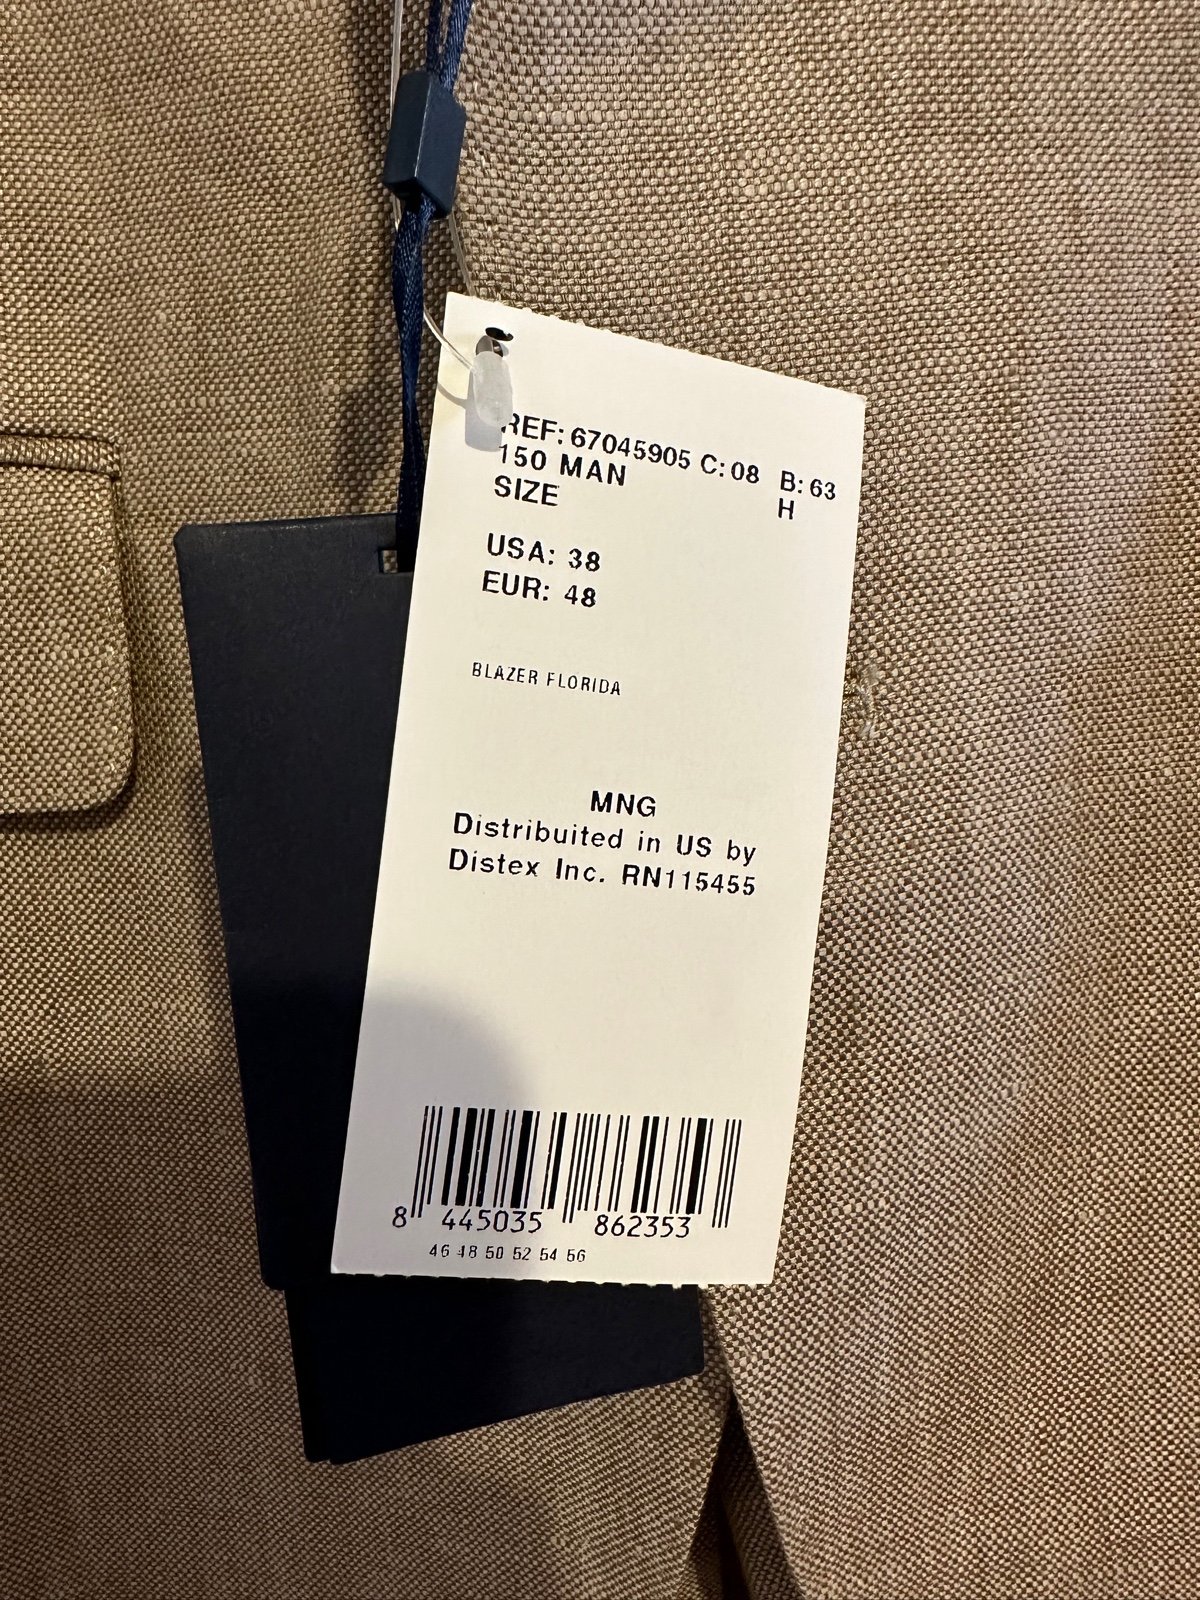 REF: 67045905 C: 08 B: 63
150 MAN H
SIZE
USA: 38
EUR: 48
BLAZER FLORIDA
MNG
Distribuited in US by
Distex Inc. RN115455
8 445035 862353
46 48 50 52 54 56